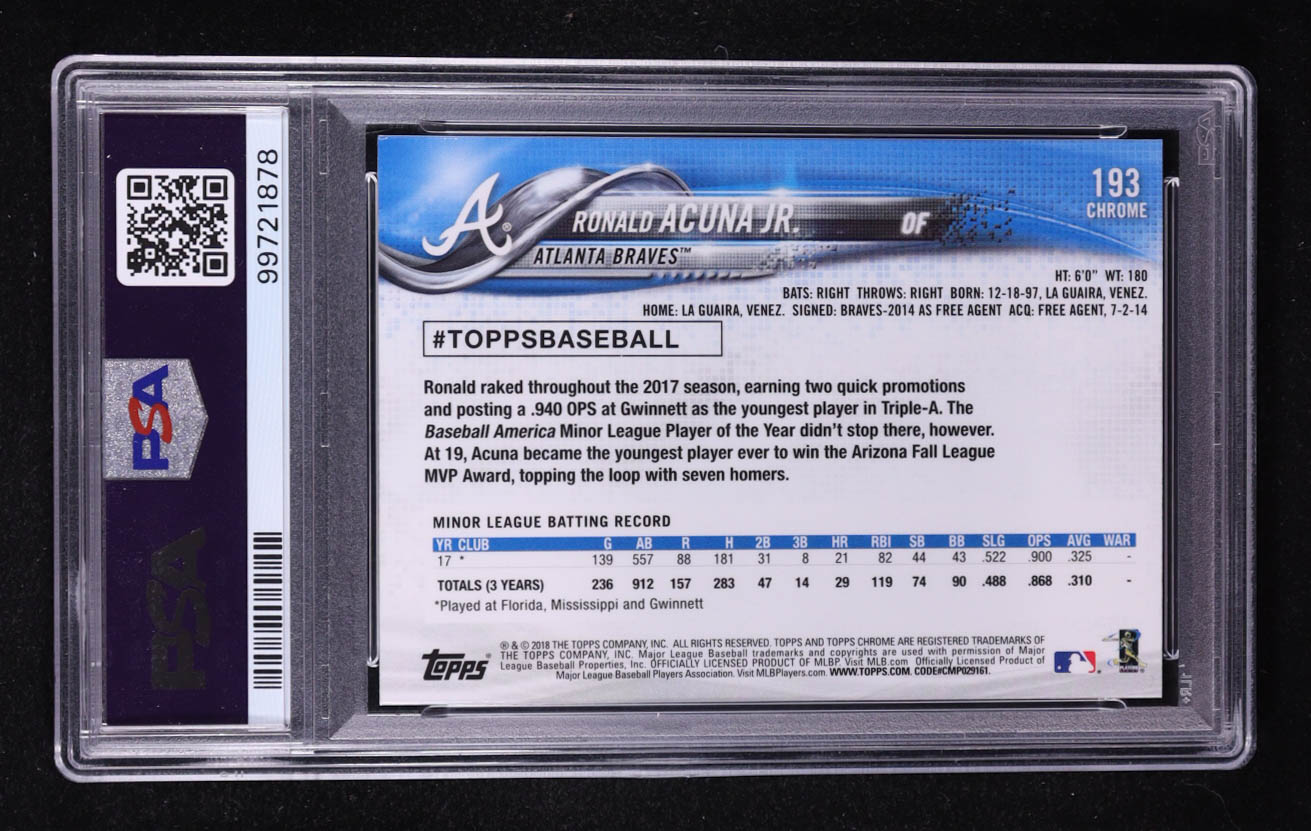 99721878
PSA
PSA
PSA
193
CHROME
A®
RONALD ACUNA JR.
OF
ATLANTA BRAVES™
HT: 6'0" WT: 180
BATS: RIGHT THROWS: RIGHT BORN: 12-18-97, LA GUAIRA, VENEZ.
HOME: LA GUAIRA, VENEZ. SIGNED: BRAVES-2014 AS FREE AGENT ACQ: FREE AGENT, 7-2-14
#TOPPSBASEBALL
Ronald raked throughout the 2017 season, earning two quick promotions
and posting a .940 OPS at Gwinnett as the youngest player in Triple-A. The
Baseball America Minor League Player of the Year didn't stop there, however.
At 19, Acuna became the youngest player ever to win the Arizona Fall League
MVP Award, topping the loop with seven homers.
MINOR LEAGUE BATTING RECORD
YR CLUB G AB R H 2B 3B HR RBI SB BB SLG OPS AVG WAR
17 * 139 557 88 181 31 8 21 82 44 43 .522 .900 .325 -
TOTALS (3 YEARS) 236 912 157 283 47 14 29 119 74 90 .488 .868 .310 -
*Played at Florida, Mississippi and Gwinnett
Topps®
® & © 2018 THE TOPPS COMPANY, INC. ALL RIGHTS RESERVED. TOPPS AND TOPPS CHROME ARE REGISTERED TRADEMARKS OF
THE TOPPS COMPANY, INC. Major League Baseball trademarks and copyrights are used with permission of Major
League Baseball Properties, Inc. OFFICIALLY LICENSED PRODUCT OF MLBP. Visit MLB.com Officially Licensed Product of
Major League Baseball Players Association. Visit MLBPlayers.com. WWW.TOPPS.COM. CODE#CMP029161.